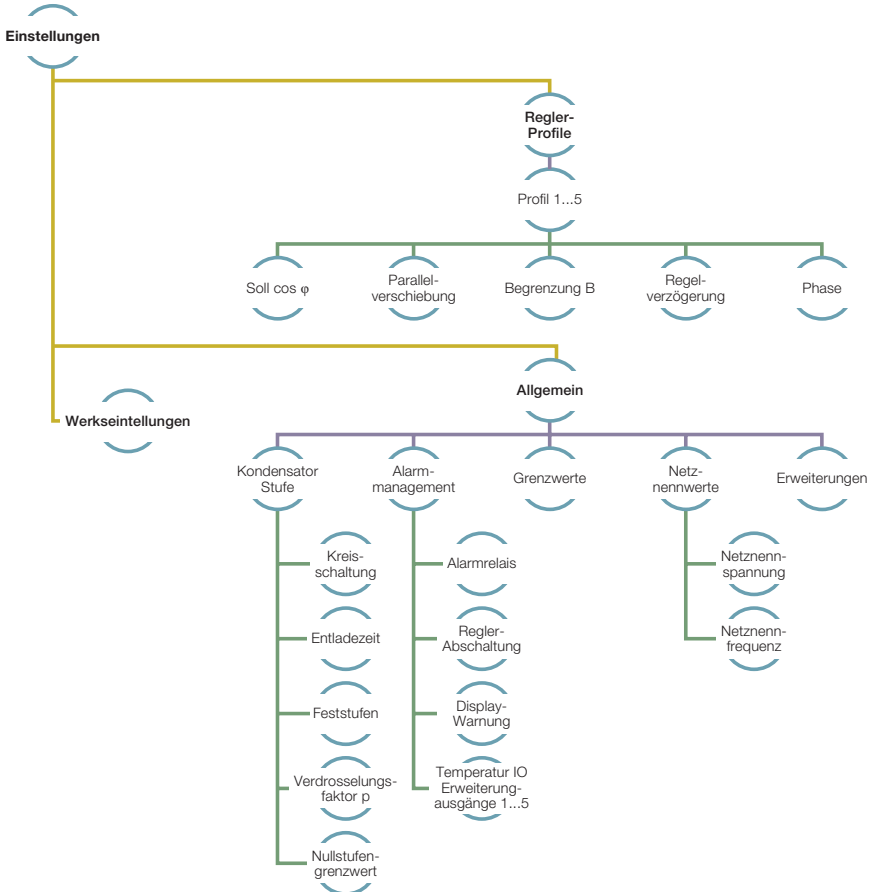 Einstellungen
Regler-
Profile
Profil 1...5
Soll cos φ
Parallel-
verschiebung
Begrenzung B
Regel-
verzögerung
Phase
Allgemein
Werkseintellungen
Kondensator
Stufe
Alarm-
management
Grenzwerte
Netz-
nennwerte
Erweiterungen
Kreis-
schaltung
Entladezeit
Feststufen
Verdrosselungs-
faktor p
Nullstufen-
grenzwert
Alarmrelais
Regler-
Abschaltung
Display-
Warnung
Temperatur IO
Erweiterung-
ausgänge 1...5
Netznenn-
spannung
Netznenn-
frequenz